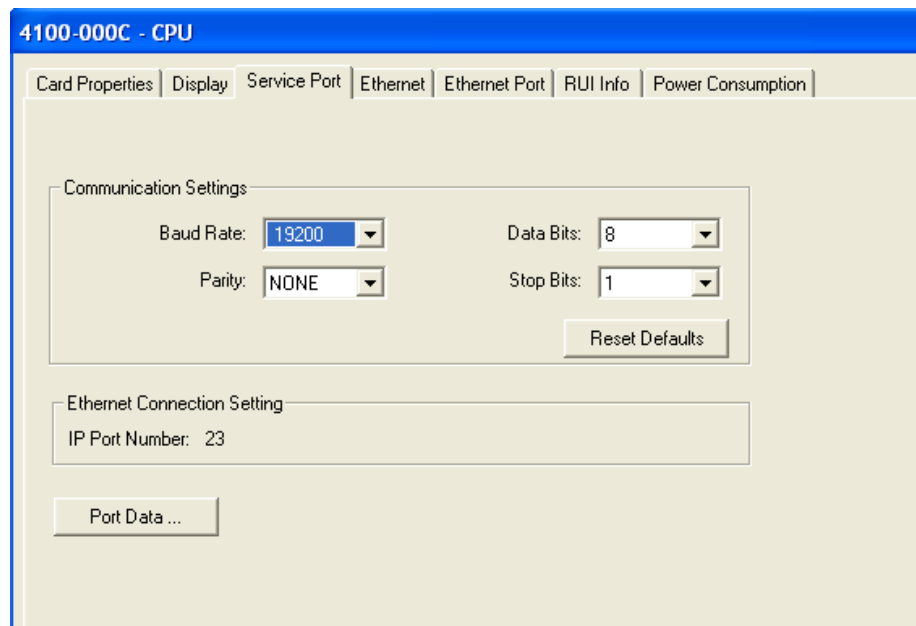 4100-000C - CPU
Card Properties Display Service Port Ethernet Ethernet Port RUI Info Power Consumption
Communication Settings
Baud Rate: 19200 Data Bits: 8
Parity: NONE Stop Bits: 1
Reset Defaults
Ethernet Connection Setting
IP Port Number: 23
Port Data ...